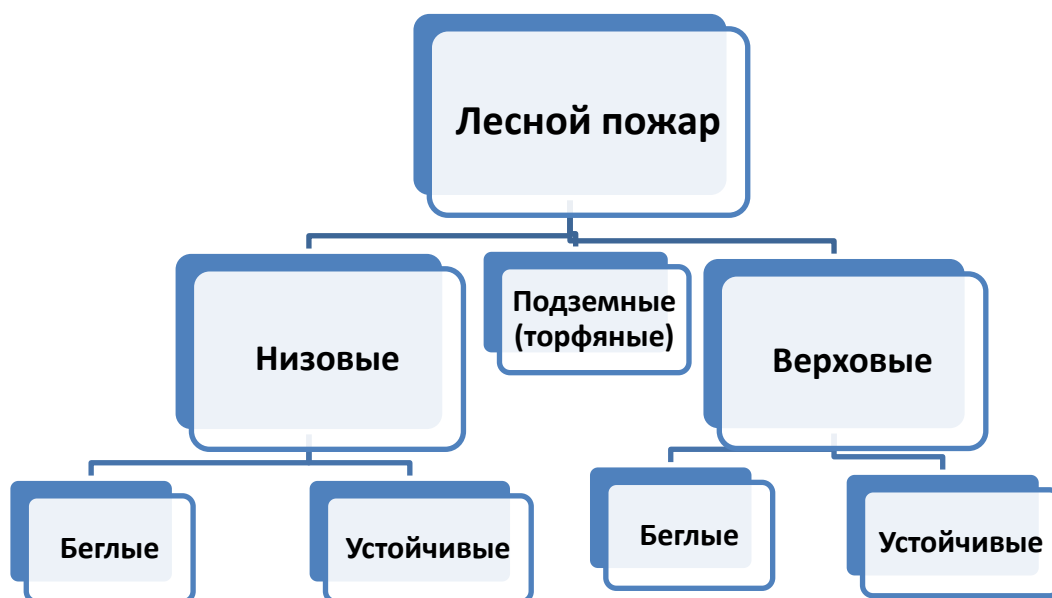 Лесной пожар
Низовые
Подземные
(торфяные)
Верховые
Беглые
Устойчивые
Беглые
Устойчивые